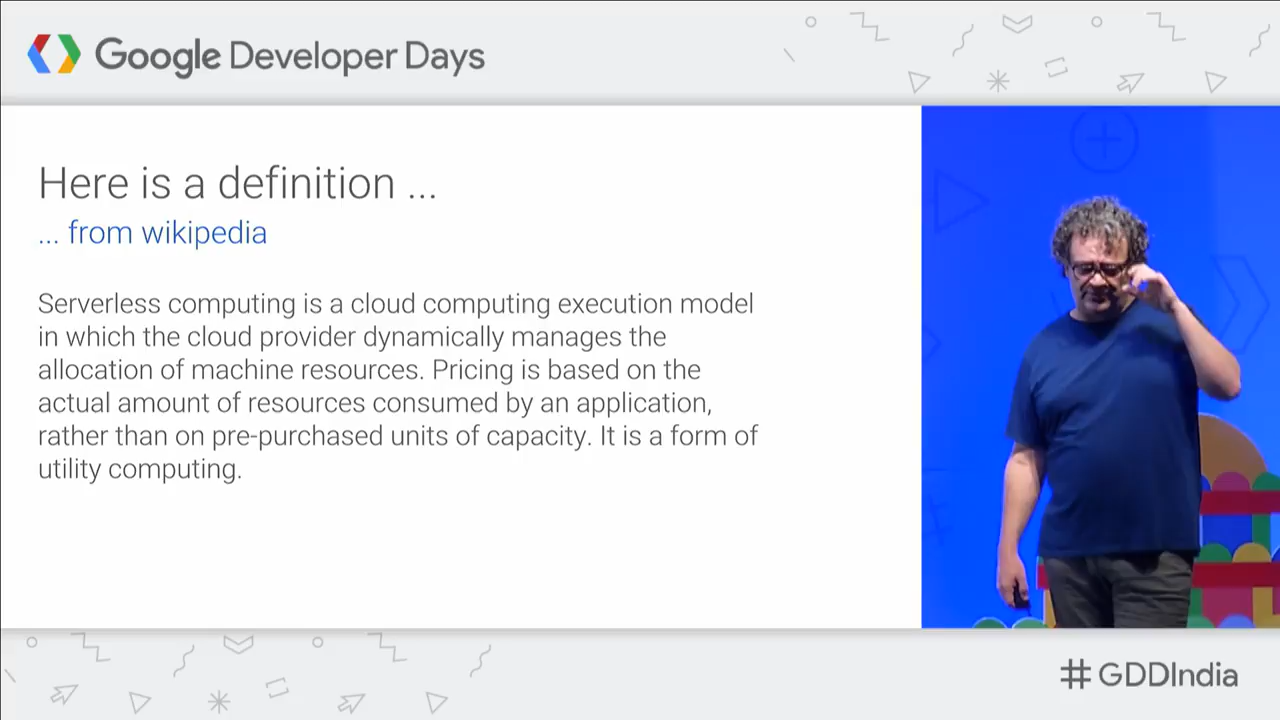 Google Developer Days
Here is a definition ...
... from wikipedia
Serverless computing is a cloud computing execution model
in which the cloud provider dynamically manages the
allocation of machine resources. Pricing is based on the
actual amount of resources consumed by an application,
rather than on pre-purchased units of capacity. It is a form of
utility computing.
#GDDIndia